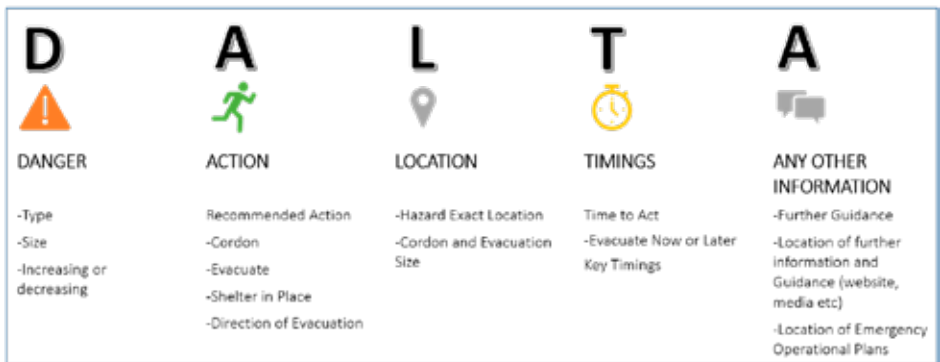 D A L T A
DANGER
-Type
-Size
-Increasing or
decreasing
ACTION
Recommended Action
-Cordon
-Evacuate
-Shelter in Place
-Direction of Evacuation
LOCATION
-Hazard Exact Location
-Cordon and Evacuation
Size
TIMINGS
Time to Act
-Evacuate Now or Later
Key Timings
ANY OTHER
INFORMATION
-Further Guidance
-Location of further
information and
Guidance (website,
media etc)
-Location of Emergency
Operational Plans